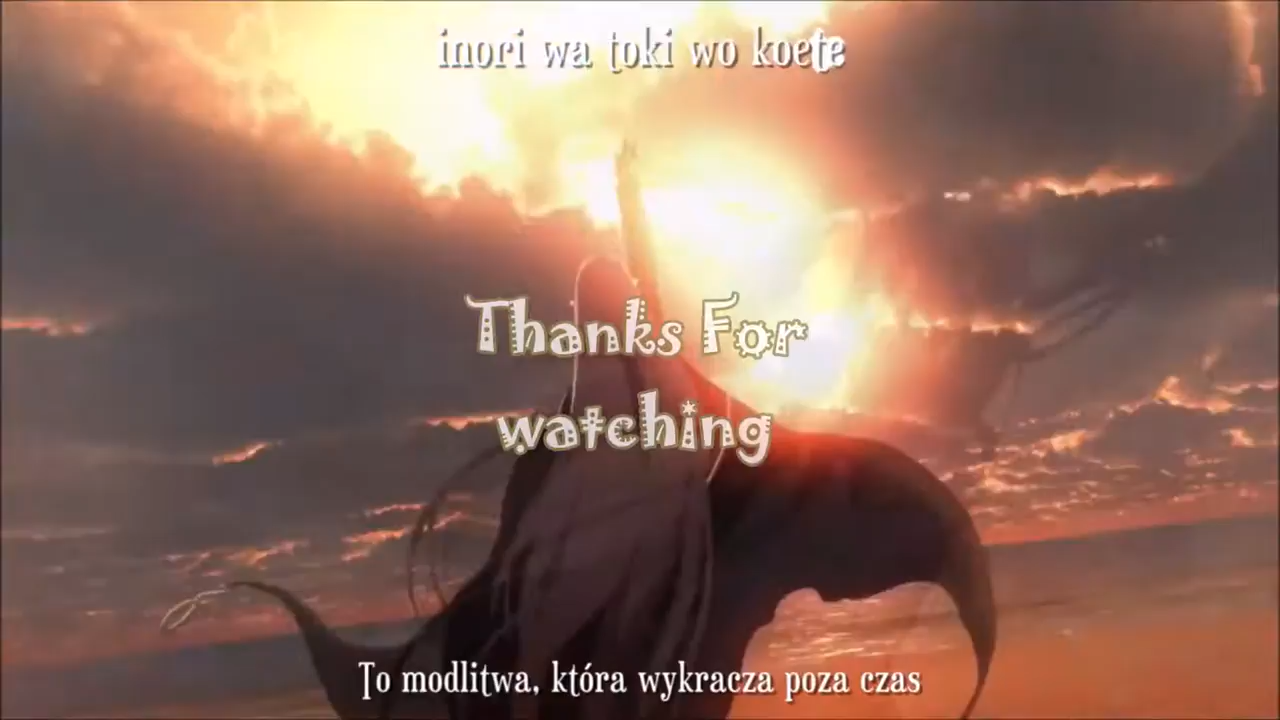 inori wa toki wo koete
Thanks For
watching
To modlitwa, która wykracza poza czas